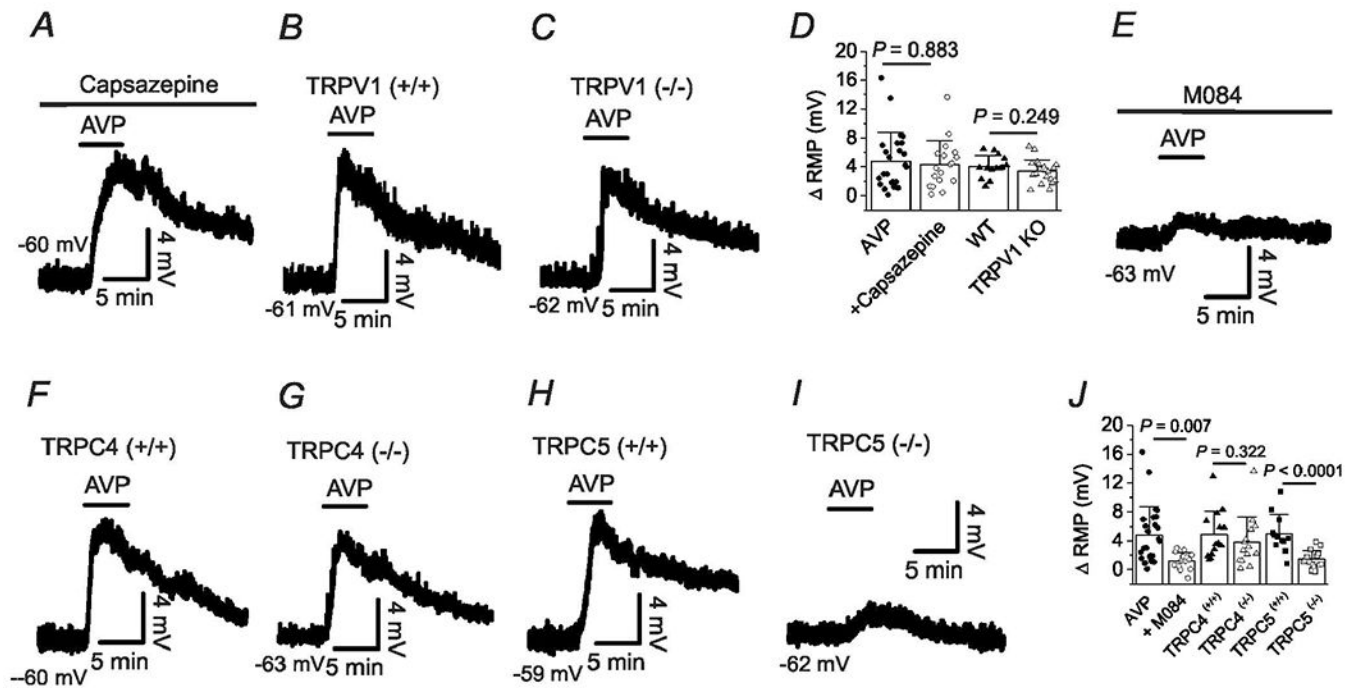 A
Capsazepine
AVP
-60 mV
4 mV
5 min
B
TRPV1 (+/+)
AVP
-61 mV
4 mV
5 min
C
TRPV1 (-/-)
AVP
-62 mV
4 mV
5 min
D
Δ RMP (mV)
20
16
12
8
4
0
P = 0.883
P = 0.249
AVP
+Capsazepine
WT
TRPV1 KO
E
M084
AVP
-63 mV
4 mV
5 min
F
TRPC4 (+/+)
AVP
--60 mV
4 mV
5 min
G
TRPC4 (-/-)
AVP
-63 mV
4 mV
5 min
H
TRPC5 (+/+)
AVP
-59 mV
4 mV
5 min
I
TRPC5 (-/-)
AVP
4 mV
5 min
-62 mV
J
Δ RMP (mV)
20
16
12
8
4
0
P = 0.007
P = 0.322
P < 0.0001
AVP
+ M084
TRPC4 (+/+)
TRPC4 (-/-)
TRPC5 (+/+)
TRPC5 (-/-)